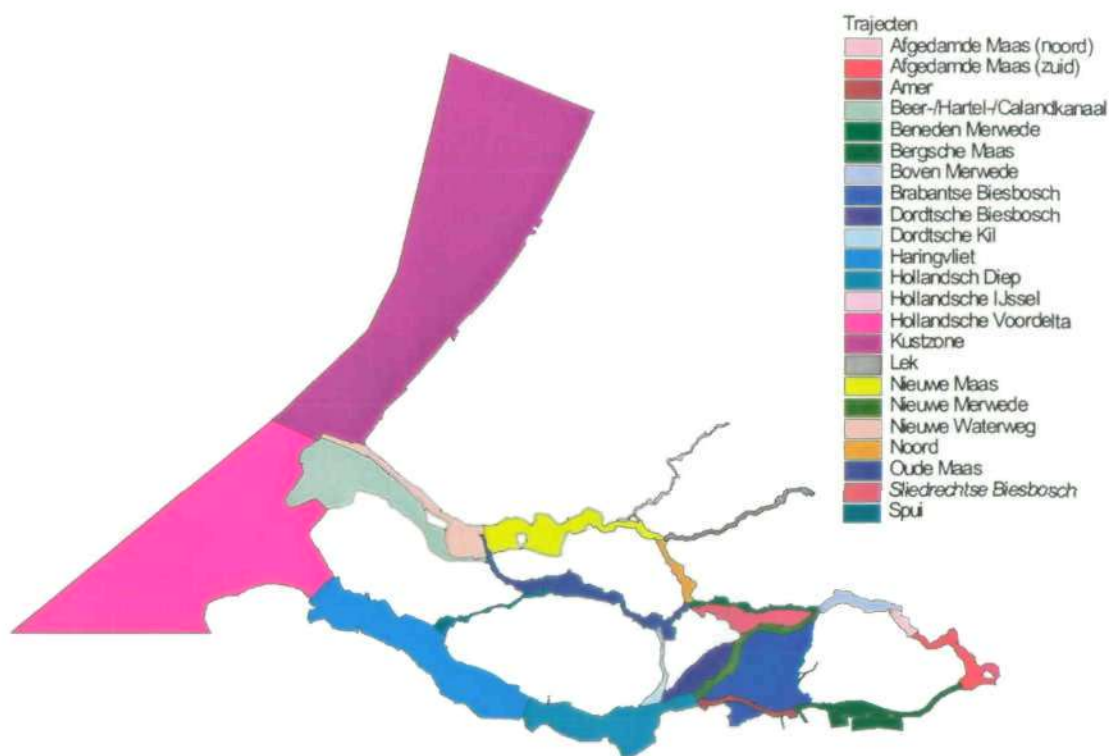 Trajecten
Afgedamde Maas (noord)
Afgedamde Maas (zuid)
Amer
Beer-/Hartel-/Calandkanaal
Beneden Merwede
Bergsche Maas
Boven Merwede
Brabantse Biesbosch
Dordtsche Biesbosch
Dordtsche Kil
Haringvliet
Hollandsch Diep
Hollandsche IJssel
Hollandsche Voordelta
Kustzone
Lek
Nieuwe Maas
Nieuwe Merwede
Nieuwe Waterweg
Noord
Oude Maas
Sliedrechtse Biesbosch
Spui